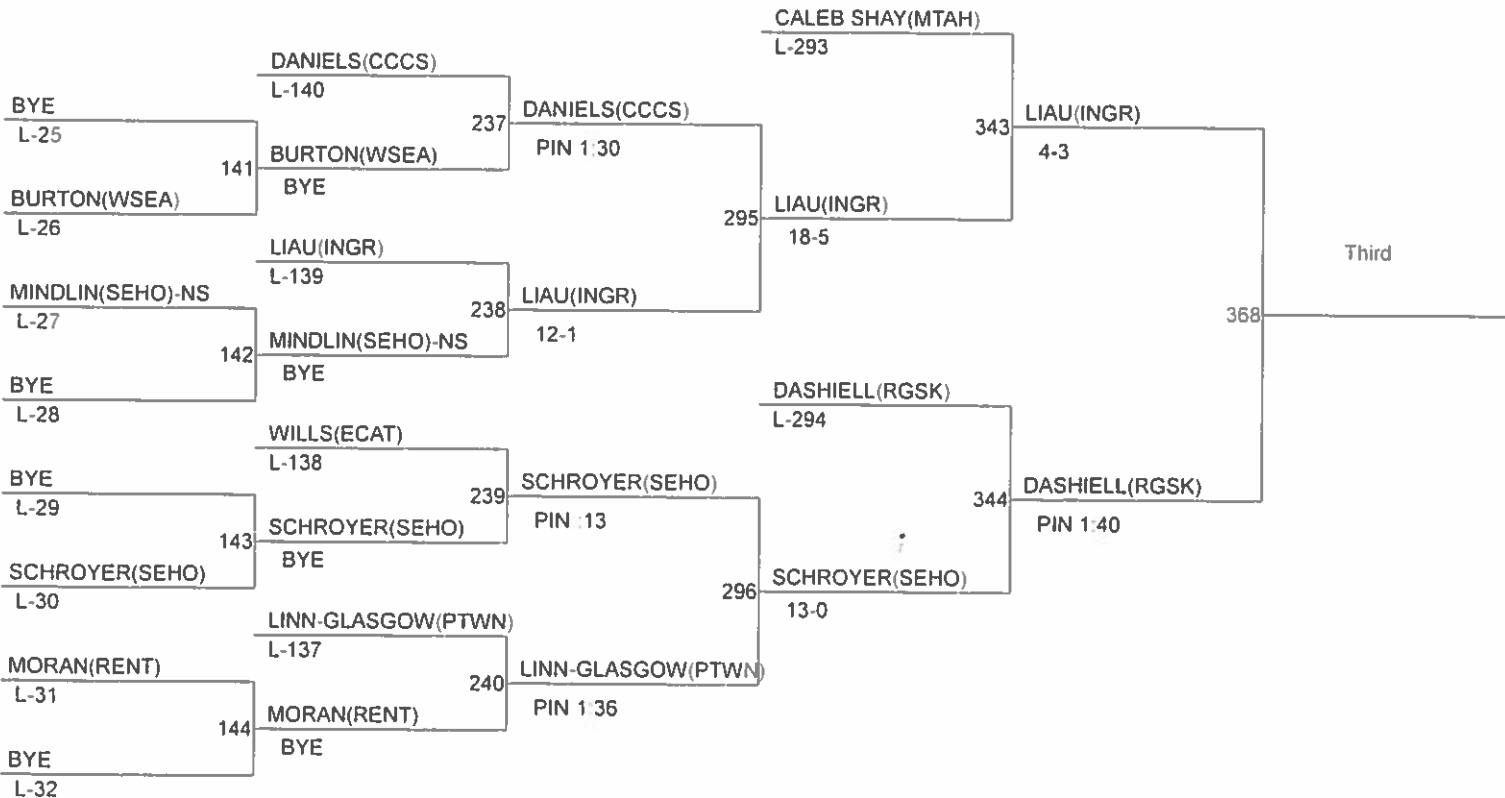 BYE
L-25
BURTON(WSEA)
L-26
MINDLIN(SEHO)-NS
L-27
BYE
L-28
BYE
L-29
SCHROYER(SEHO)
L-30
MORAN(RENT)
L-31
BYE
L-32
DANIELS(CCCS)
L-140
141
BURTON(WSEA)
BYE
LIAU(INGR)
L-139
142
MINDLIN(SEHO)-NS
BYE
WILLS(ECAT)
L-138
143
SCHROYER(SEHO)
BYE
LINN-GLASGOW(PTWN)
L-137
144
MORAN(RENT)
BYE
237
DANIELS(CCCS)
PIN 1:30
238
LIAU(INGR)
12-1
239
SCHROYER(SEHO)
PIN :13
240
LINN-GLASGOW(PTWN)
PIN 1:36
CALEB SHAY(MTAH)
L-293
295
LIAU(INGR)
18-5
DASHIELL(RGSK)
L-294
296
SCHROYER(SEHO)
13-0
343
LIAU(INGR)
4-3
344
DASHIELL(RGSK)
PIN 1:40
368
Third